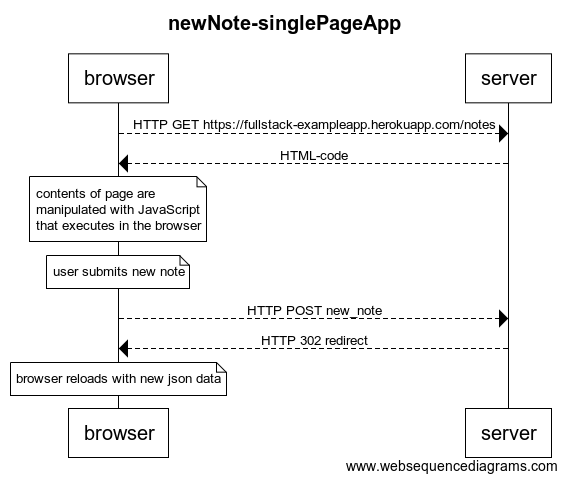 newNote-singlePageApp
browser
server
HTTP GET https://fullstack-exampleapp.herokuapp.com/notes
HTML-code
contents of page are
manipulated with JavaScript
that executes in the browser
user submits new note
HTTP POST new_note
HTTP 302 redirect
browser reloads with new json data
browser
server
www.websequencediagrams.com